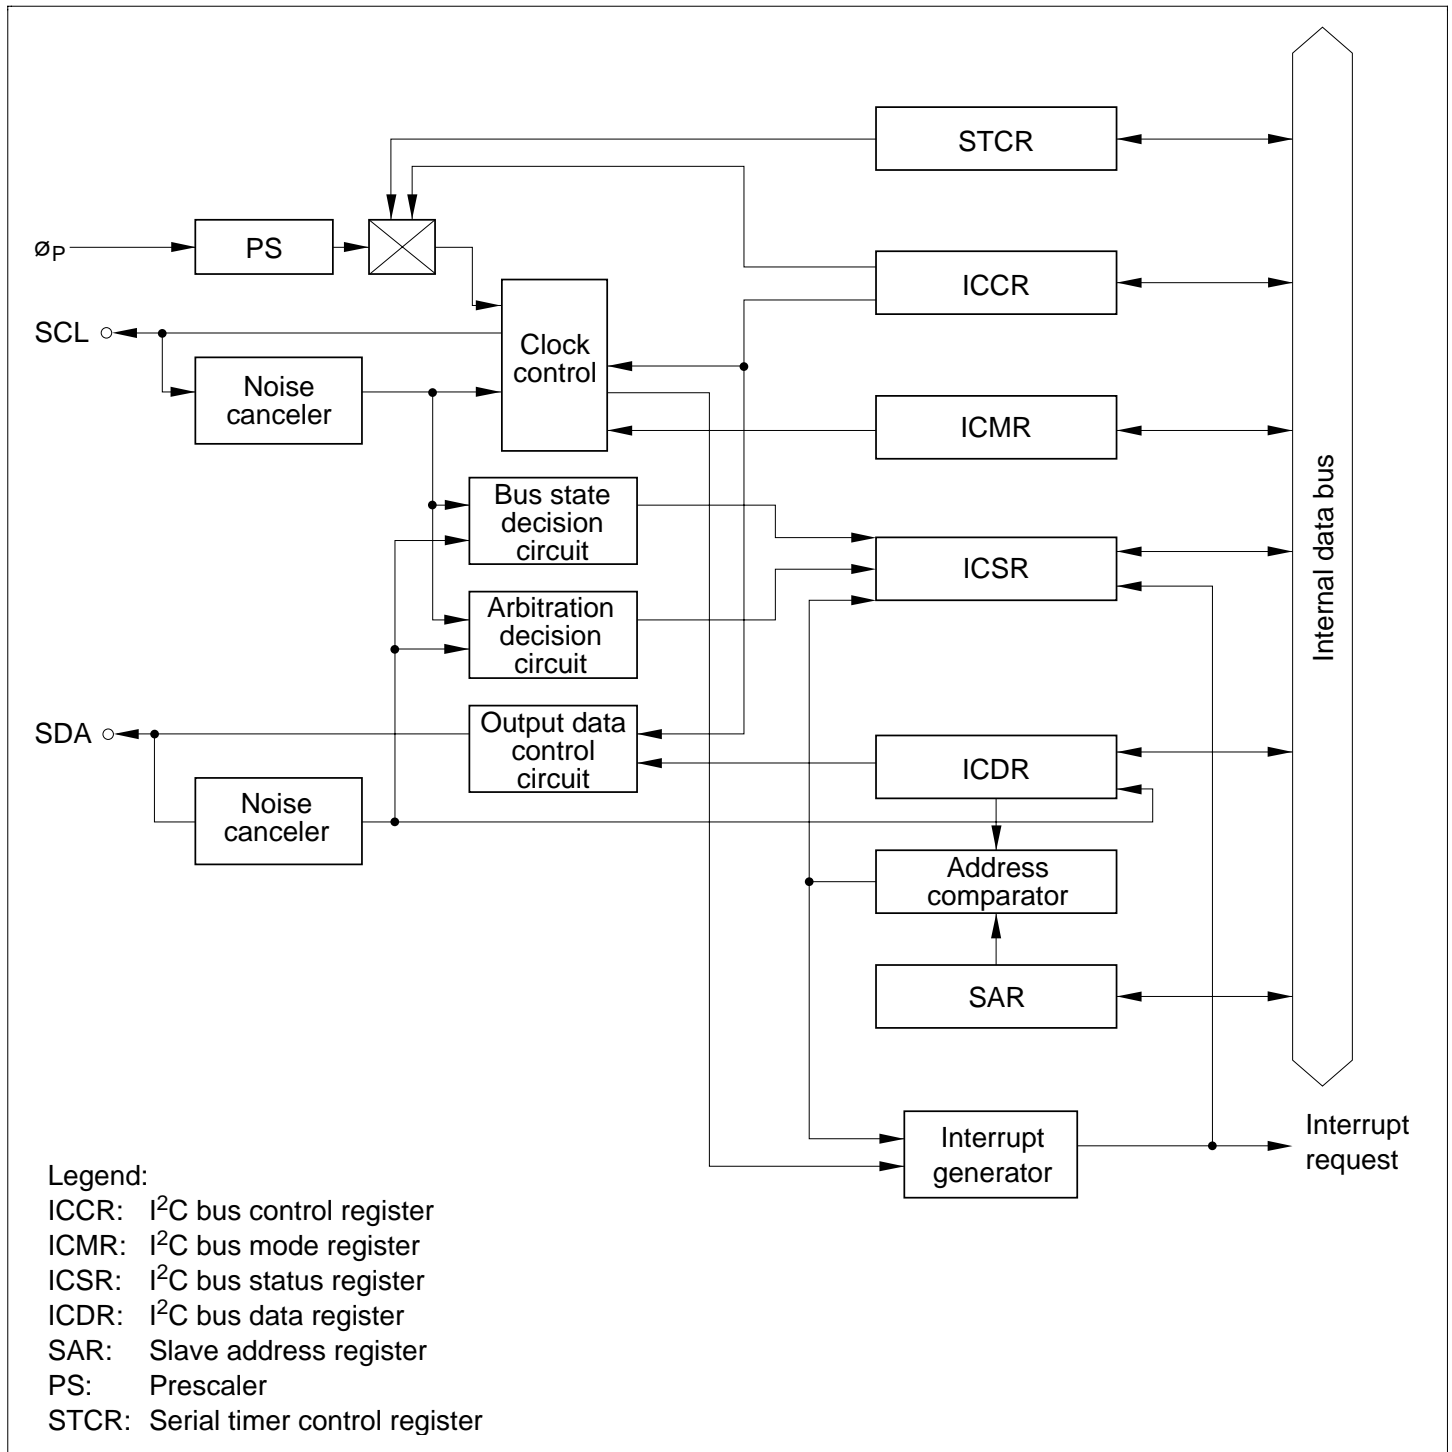 STCR
øP
PS
ICCR
SCL
Clock
control
Noise
canceler
ICMR
Bus state
decision
circuit
ICSR
Arbitration
decision
circuit
Internal data bus
SDA
Output data
control
circuit
ICDR
Noise
canceler
Address
comparator
SAR
Interrupt
generator
Interrupt
request
Legend:
ICCR: I²C bus control register
ICMR: I²C bus mode register
ICSR: I²C bus status register
ICDR: I²C bus data register
SAR: Slave address register
PS: Prescaler
STCR: Serial timer control register